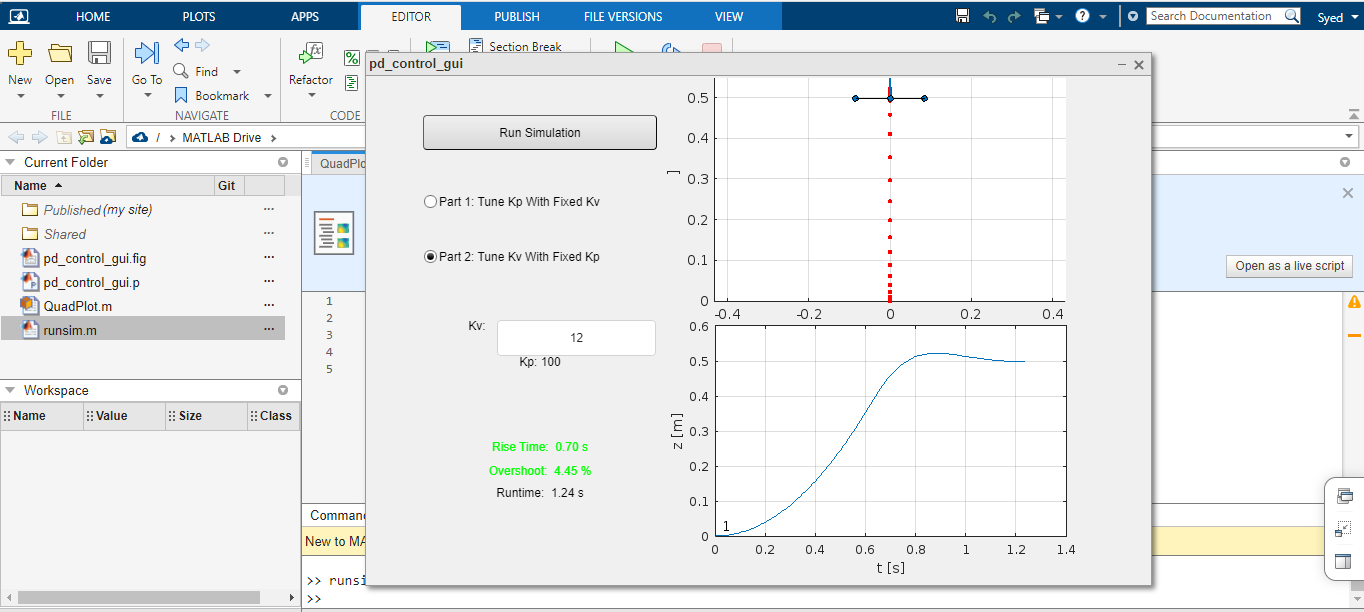 HOME PLOTS APPS EDITOR PUBLISH FILE VERSIONS VIEW Search Documentation Syed
New Open Save Go To Find Bookmark Refactor Section Break
FILE NAVIGATE CODE
/ MATLAB Drive
Current Folder
Name Git
Published (my site)
Shared
pd_control_gui.fig
pd_control_gui.p
QuadPlot.m
runsim.m
Workspace
Name Value Size Class
QuadPlo
Open as a live script
1
2
3
4
5
Comman
New to MA
>> runsi
>>
pd_control_gui
Run Simulation
Part 1: Tune Kp With Fixed Kv
Part 2: Tune Kv With Fixed Kp
Kv: 12
Kp: 100
Rise Time: 0.70 s
Overshoot: 4.45 %
Runtime: 1.24 s
0.5
0.4
0.3
0.2
0.1
0
-0.4 -0.2 0 0.2 0.4
]
0.6
0.5
0.4
0.3
0.2
0.1
0
z [m]
1
0 0.2 0.4 0.6 0.8 1 1.2 1.4
t [s]